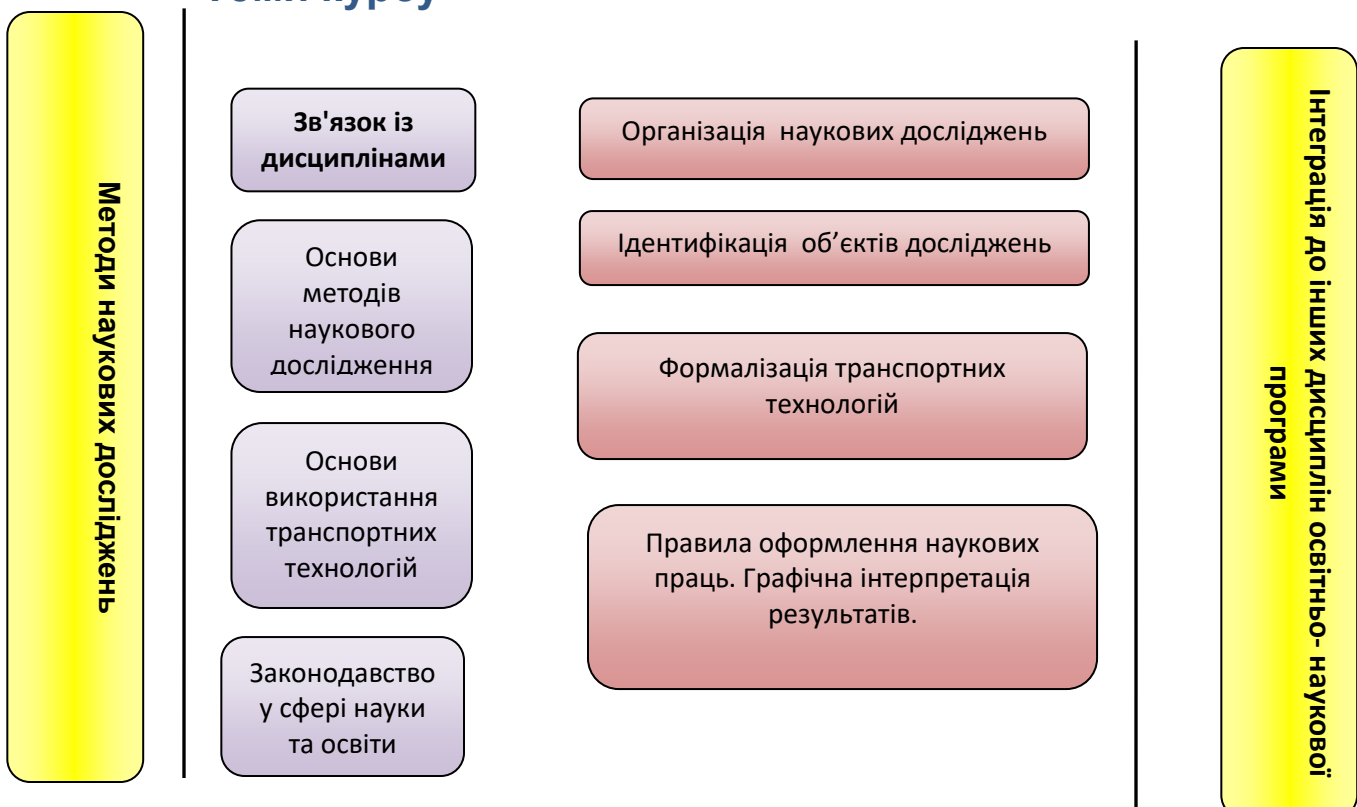 Теми курсу
Методи наукових досліджень
Зв'язок із
дисциплінами
Основи
методів
наукового
дослідження
Основи
використання
транспортних
технологій
Законодавство
у сфері науки
та освіти
Організація наукових досліджень
Ідентифікація об’єктів досліджень
Формалізація транспортних
технологій
Правила оформлення наукових
праць. Графічна інтерпретація
результатів.
Інтеграція до інших дисциплін освітньо- наукової
програми